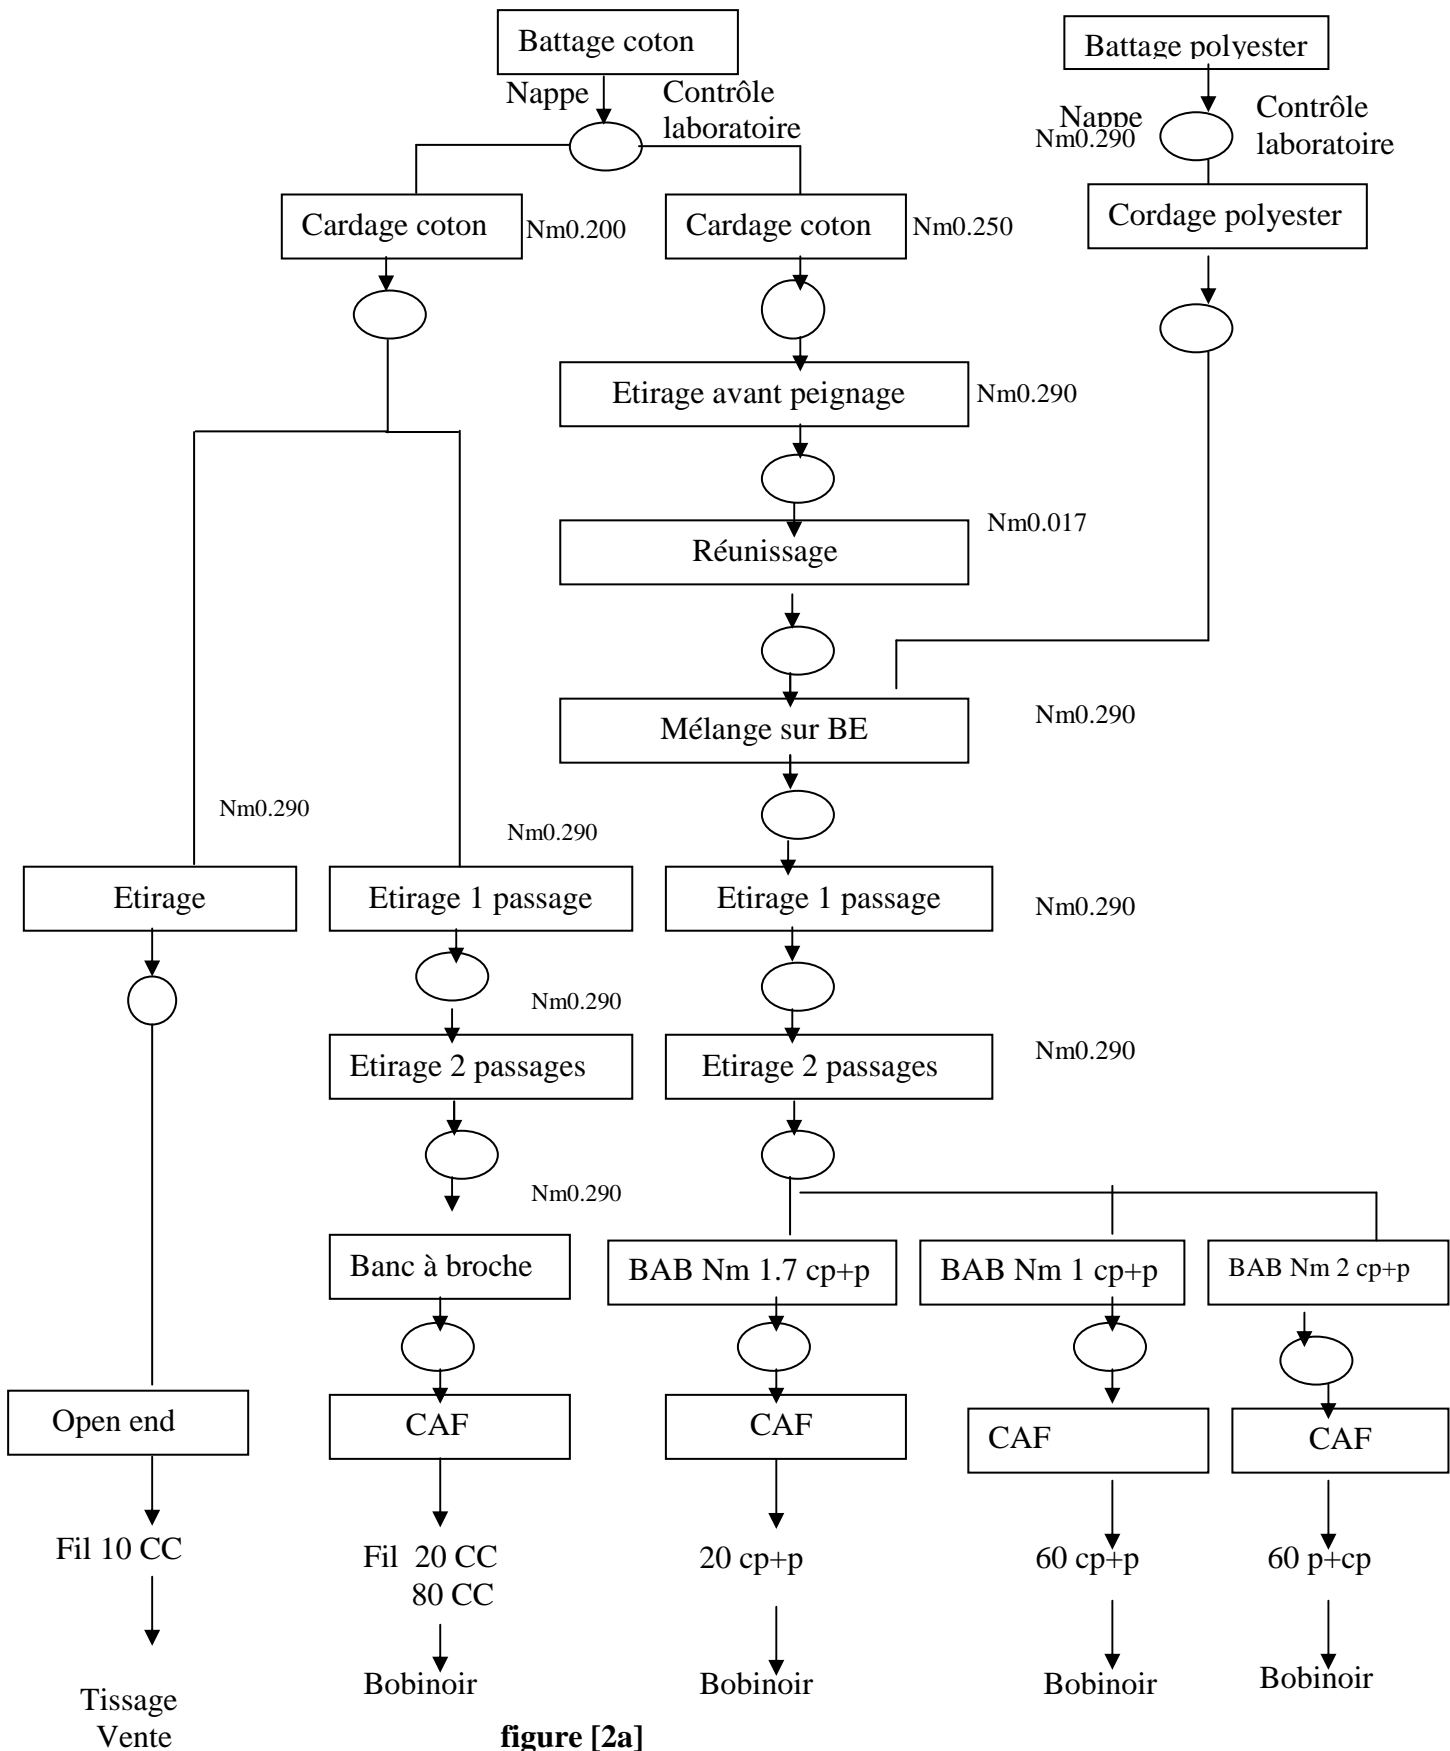 Battage coton
Battage polyester
Nappe
Contrôle
laboratoire
Nappe
Nm0.290
Contrôle
laboratoire
Cardage coton
Nm0.200
Cardage coton
Nm0.250
Cordage polyester
Etirage avant peignage
Nm0.290
Réunissage
Nm0.017
Mélange sur BE
Nm0.290
Nm0.290
Nm0.290
Etirage
Etirage 1 passage
Etirage 1 passage
Nm0.290
Nm0.290
Etirage 2 passages
Etirage 2 passages
Nm0.290
Nm0.290
Banc à broche
BAB Nm 1.7 cp+p
BAB Nm 1 cp+p
BAB Nm 2 cp+p
Open end
CAF
CAF
CAF
CAF
Fil 10 CC
Fil 20 CC
80 CC
20 cp+p
60 cp+p
60 p+cp
Tissage
Vente
Bobinoir
Bobinoir
Bobinoir
Bobinoir
figure [2a]